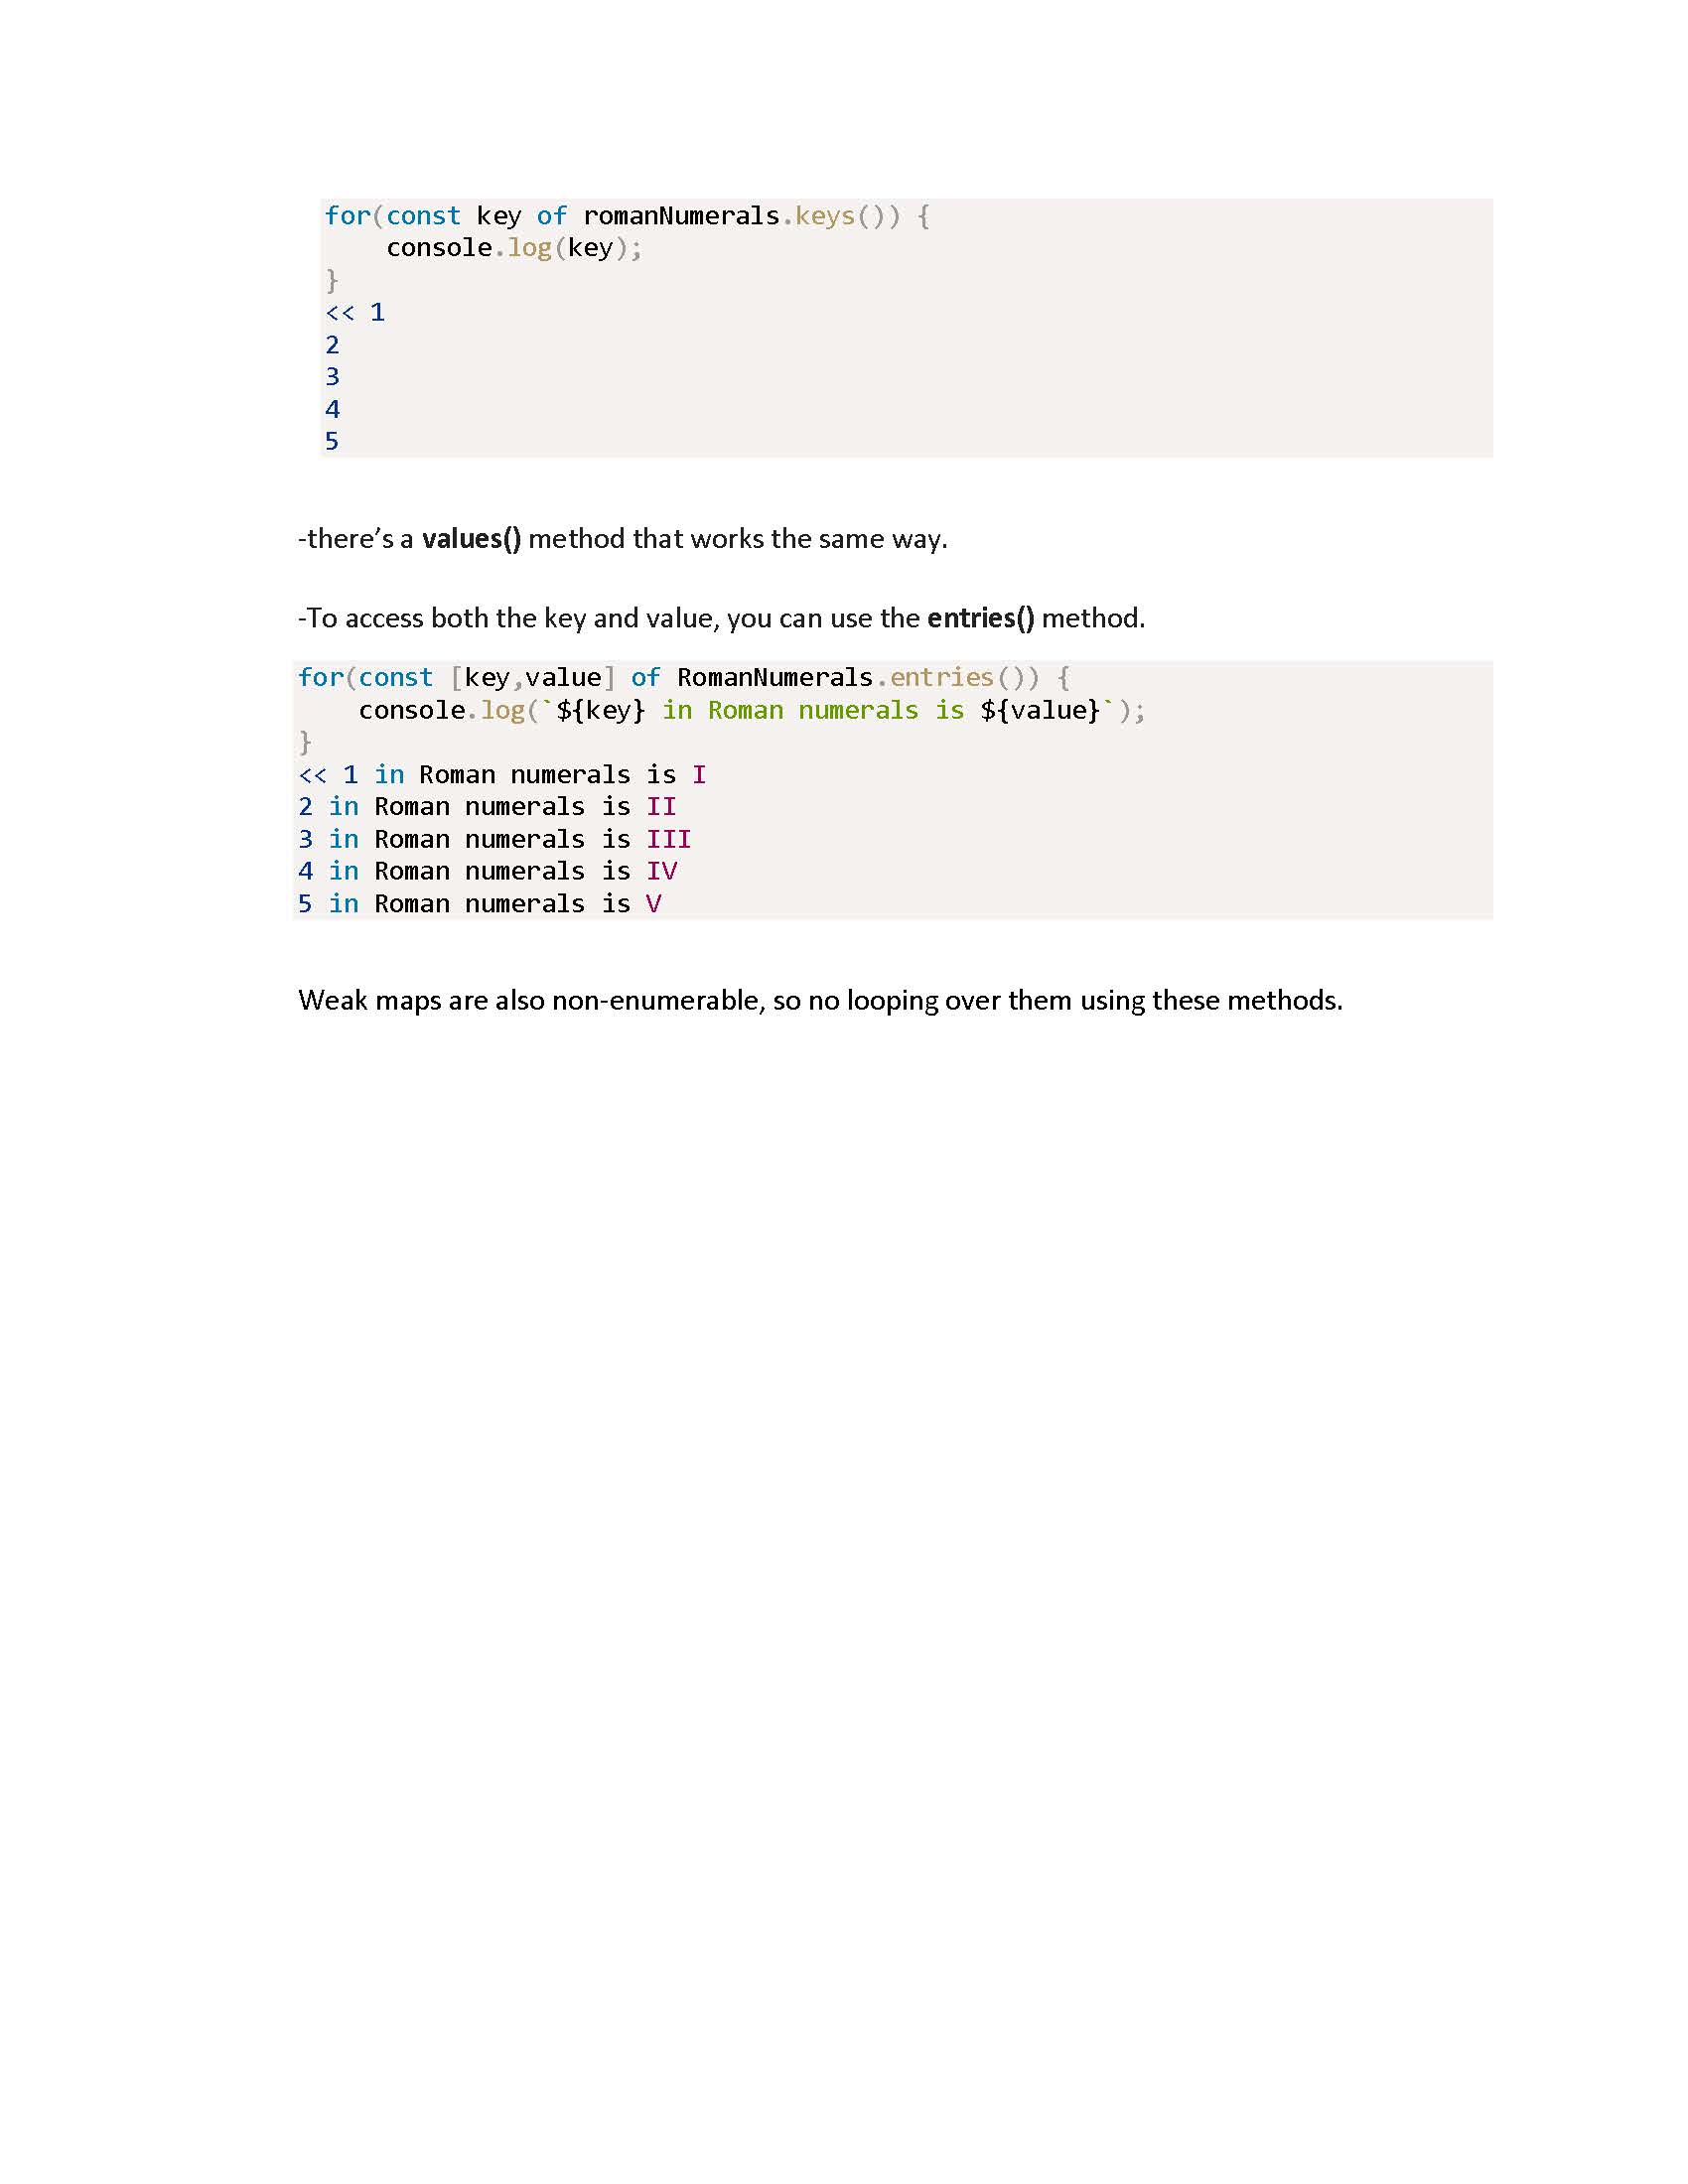 for(const key of romanNumerals.keys()) {
    console.log(key);
}
<< 1
2
3
4
5
-there’s a values() method that works the same way.
-To access both the key and value, you can use the entries() method.
for(const [key,value] of RomanNumerals.entries()) {
    console.log(`${key} in Roman numerals is ${value}`);
}
<< 1 in Roman numerals is I
2 in Roman numerals is II
3 in Roman numerals is III
4 in Roman numerals is IV
5 in Roman numerals is V
Weak maps are also non-enumerable, so no looping over them using these methods.